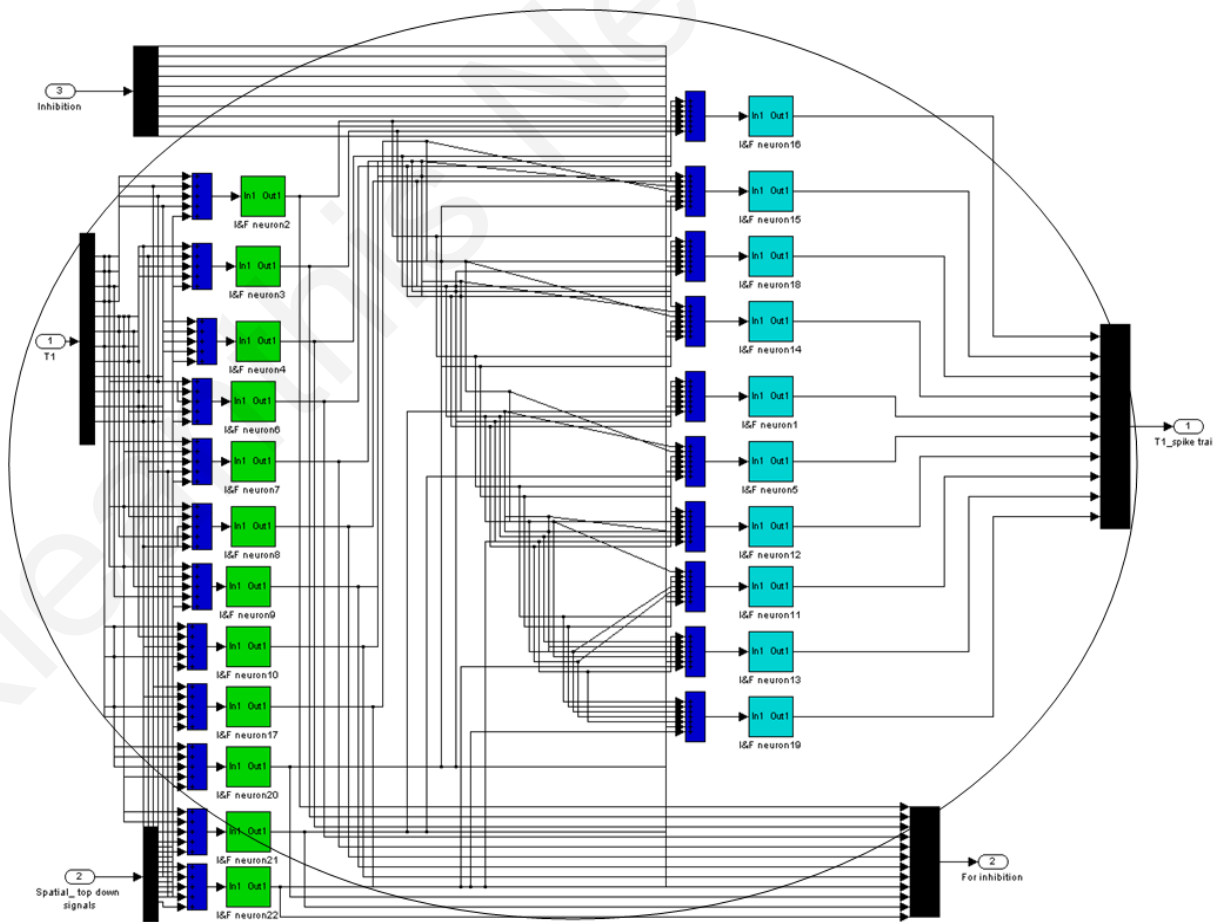 3
Inhibition
In1 Out1
I&F neuron16
In1 Out1
I&F neuron2
In1 Out1
I&F neuron15
In1 Out1
I&F neuron3
In1 Out1
I&F neuron18
1
T1
In1 Out1
I&F neuron4
In1 Out1
I&F neuron14
In1 Out1
I&F neuron6
In1 Out1
I&F neuron1
1
T1_spike trai
In1 Out1
I&F neuron7
In1 Out1
I&F neuron5
In1 Out1
I&F neuron8
In1 Out1
I&F neuron12
In1 Out1
I&F neuron9
In1 Out1
I&F neuron11
In1 Out1
I&F neuron10
In1 Out1
I&F neuron13
In1 Out1
I&F neuron17
In1 Out1
I&F neuron19
In1 Out1
I&F neuron20
In1 Out1
I&F neuron21
2
Spatial_ top down
signals
In1 Out1
I&F neuron22
2
For inhibition